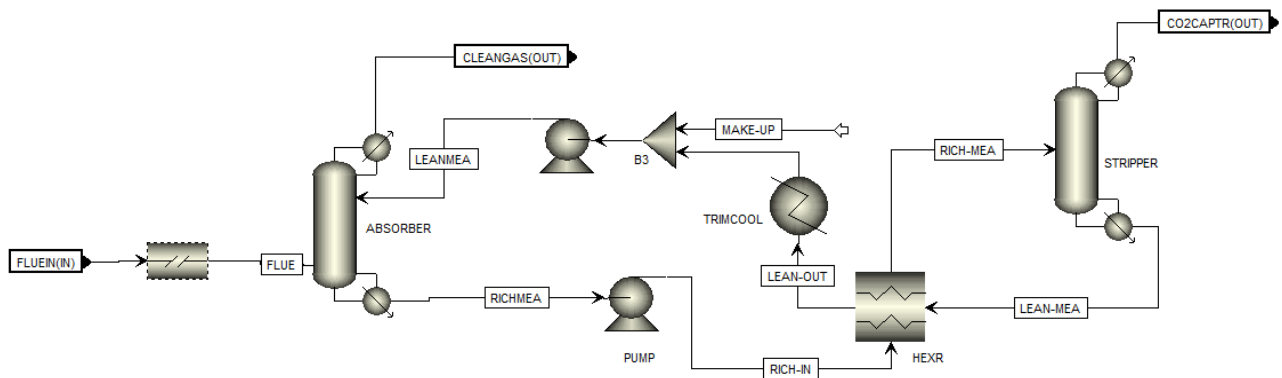 CO2CAPTR(OUT)
CLEANGAS(OUT)
MAKE-UP
LEANMEA
B3
RICH-MEA
STRIPPER
TRIMCOOL
ABSORBER
FLUEIN(IN)
FLUE
LEAN-OUT
RICHMEA
LEAN-MEA
PUMP
HEXR
RICH-IN